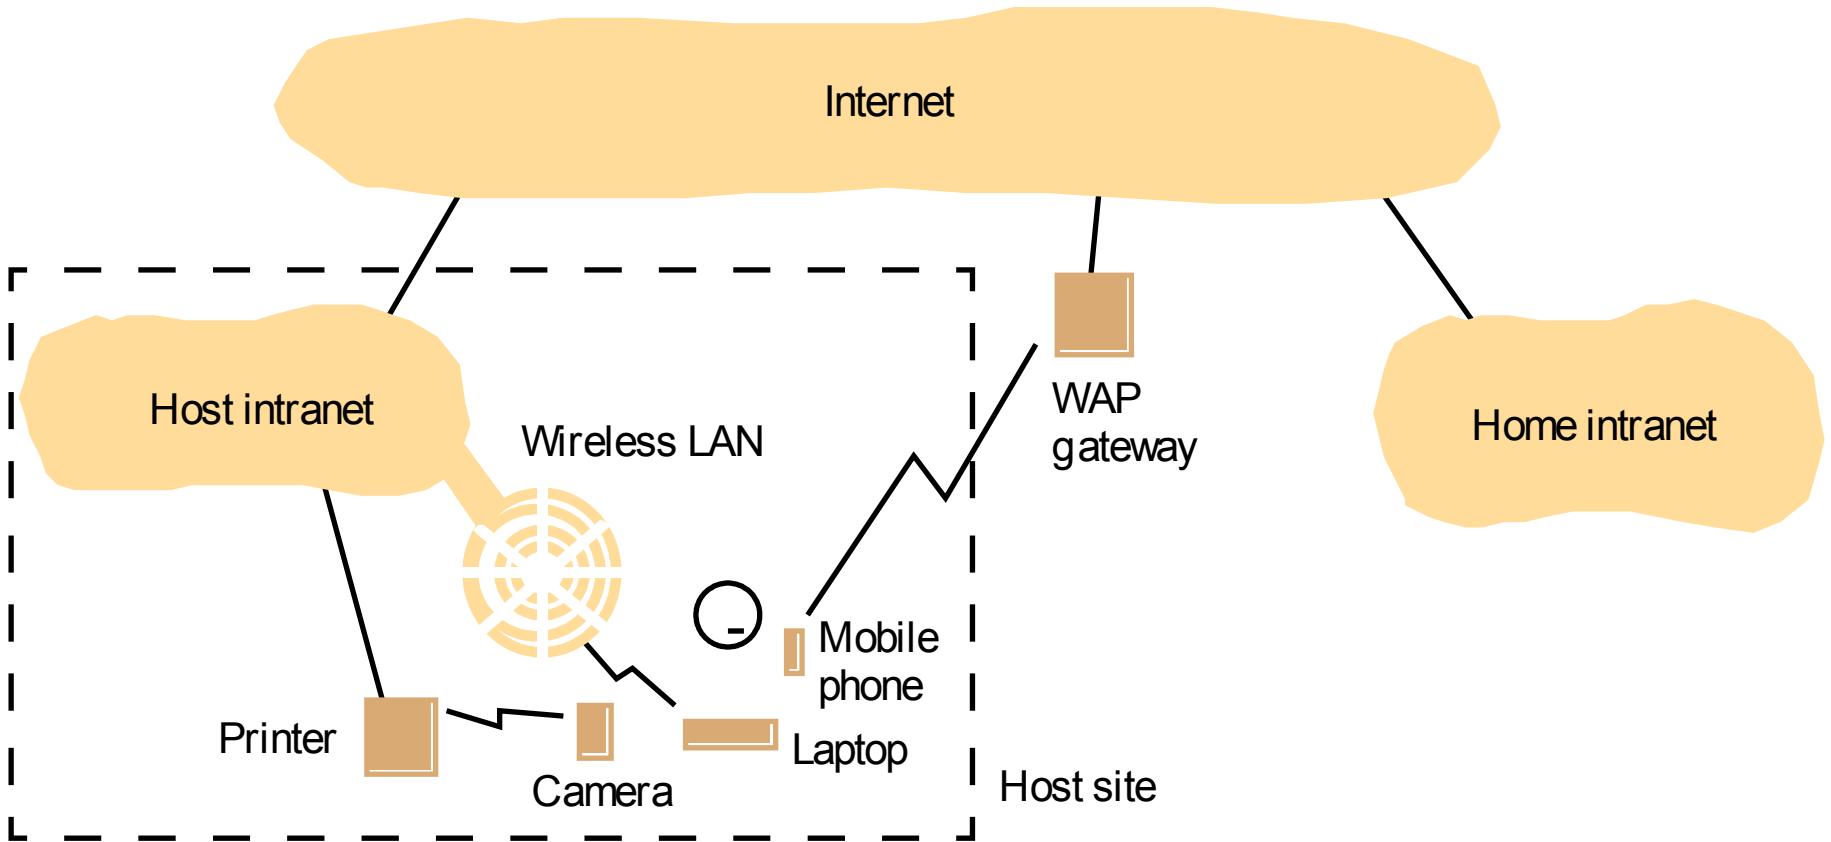 Internet
Host intranet
Wireless LAN
WAP
gateway
Home intranet
Mobile
phone
Printer
Laptop
Camera
Host site